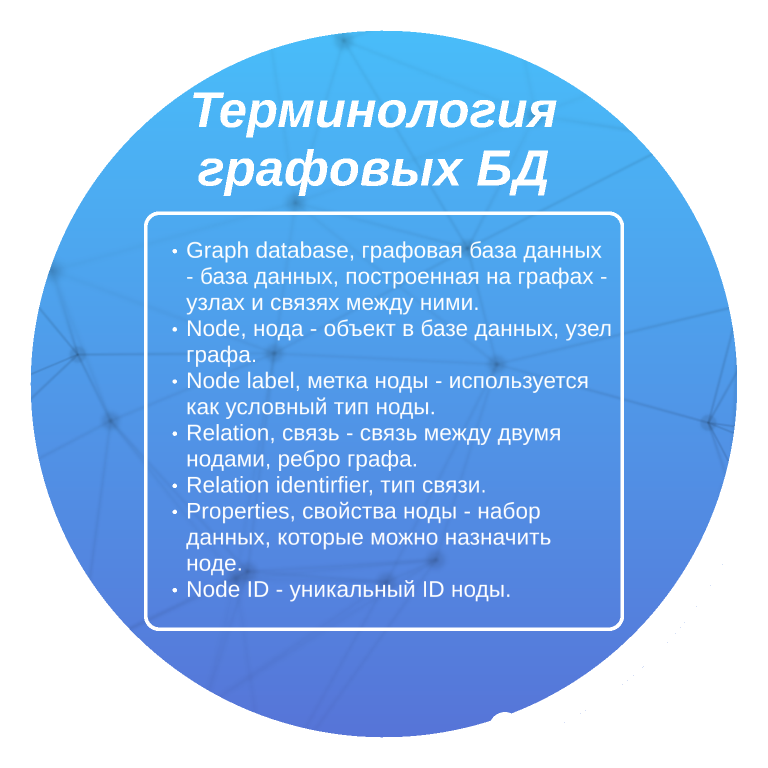 Терминология
графовых БД
• Graph database, графовая база данных
- база данных, построенная на графах -
узлах и связях между ними.
• Node, нода - объект в базе данных, узел
графа.
• Node label, метка ноды - используется
как условный тип ноды.
• Relation, связь - связь между двумя
нодами, ребро графа.
• Relation identirfier, тип связи.
• Properties, свойства ноды - набор
данных, которые можно назначить
ноде.
• Node ID - уникальный ID ноды.